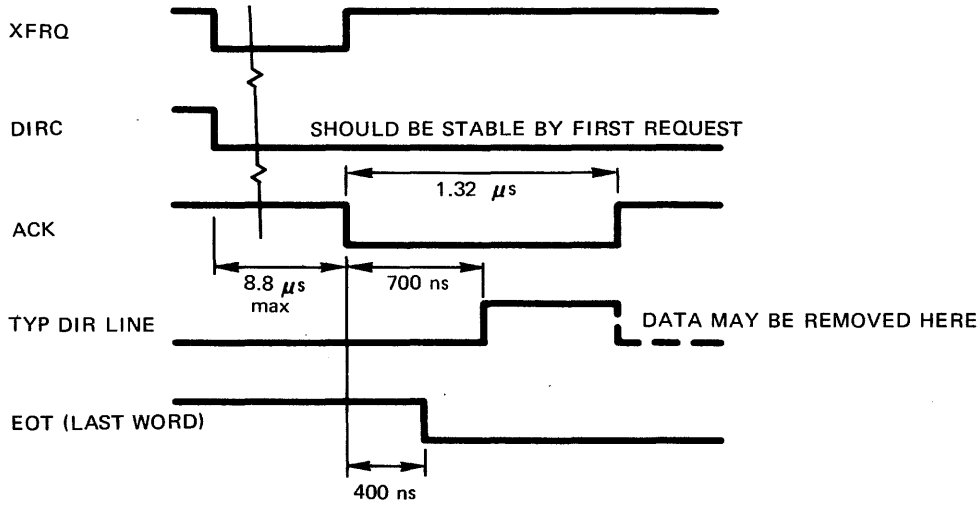 XFRQ
DIRC
SHOULD BE STABLE BY FIRST REQUEST
1.32 μs
ACK
8.8 μs
max
700 ns
TYP DIR LINE
DATA MAY BE REMOVED HERE
EOT (LAST WORD)
400 ns